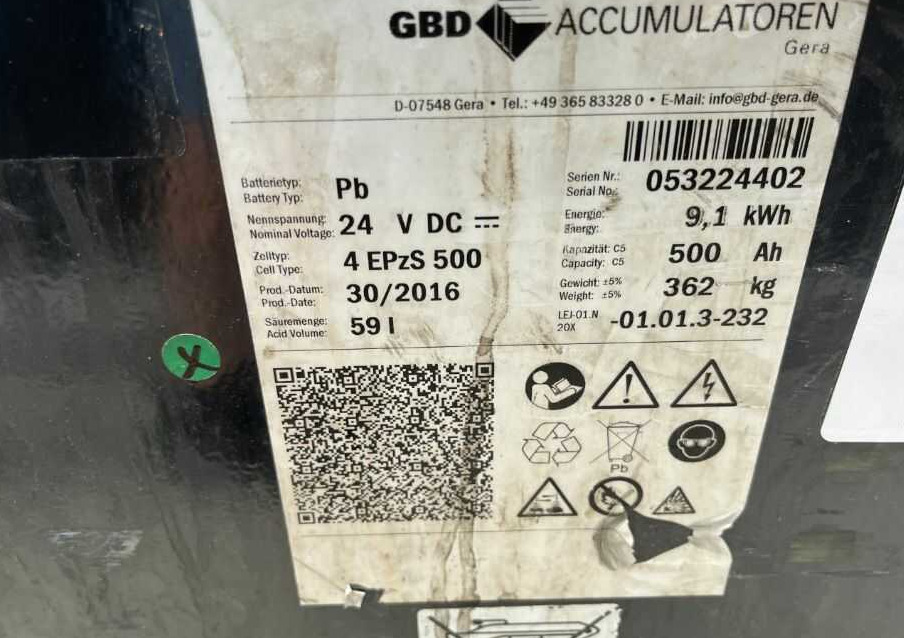 GBD ACCUMULATOREN
Gera
D-07548 Gera • Tel.: +49 365 83328 0 • E-Mail: info@gbd-gera.de
Batterietyp:
Battery Typ:
Pb
Serien Nr.:
Serial No.:
053224402
Nennspannung:
Nominal Voltage:
24 V DC
Energie:
Energy:
9,1 kWh
Zelltyp:
Cell Type:
4 EPzS 500
Kapazität: C5
Capacity: C5
500 Ah
Prod.-Datum:
Prod.-Date:
30/2016
Gewicht: ±5%
Weight: ±5%
362 kg
Säuremenge:
Acid Volume:
59 l
LEJ-01.N
20X
-01.01.3-232
Pb